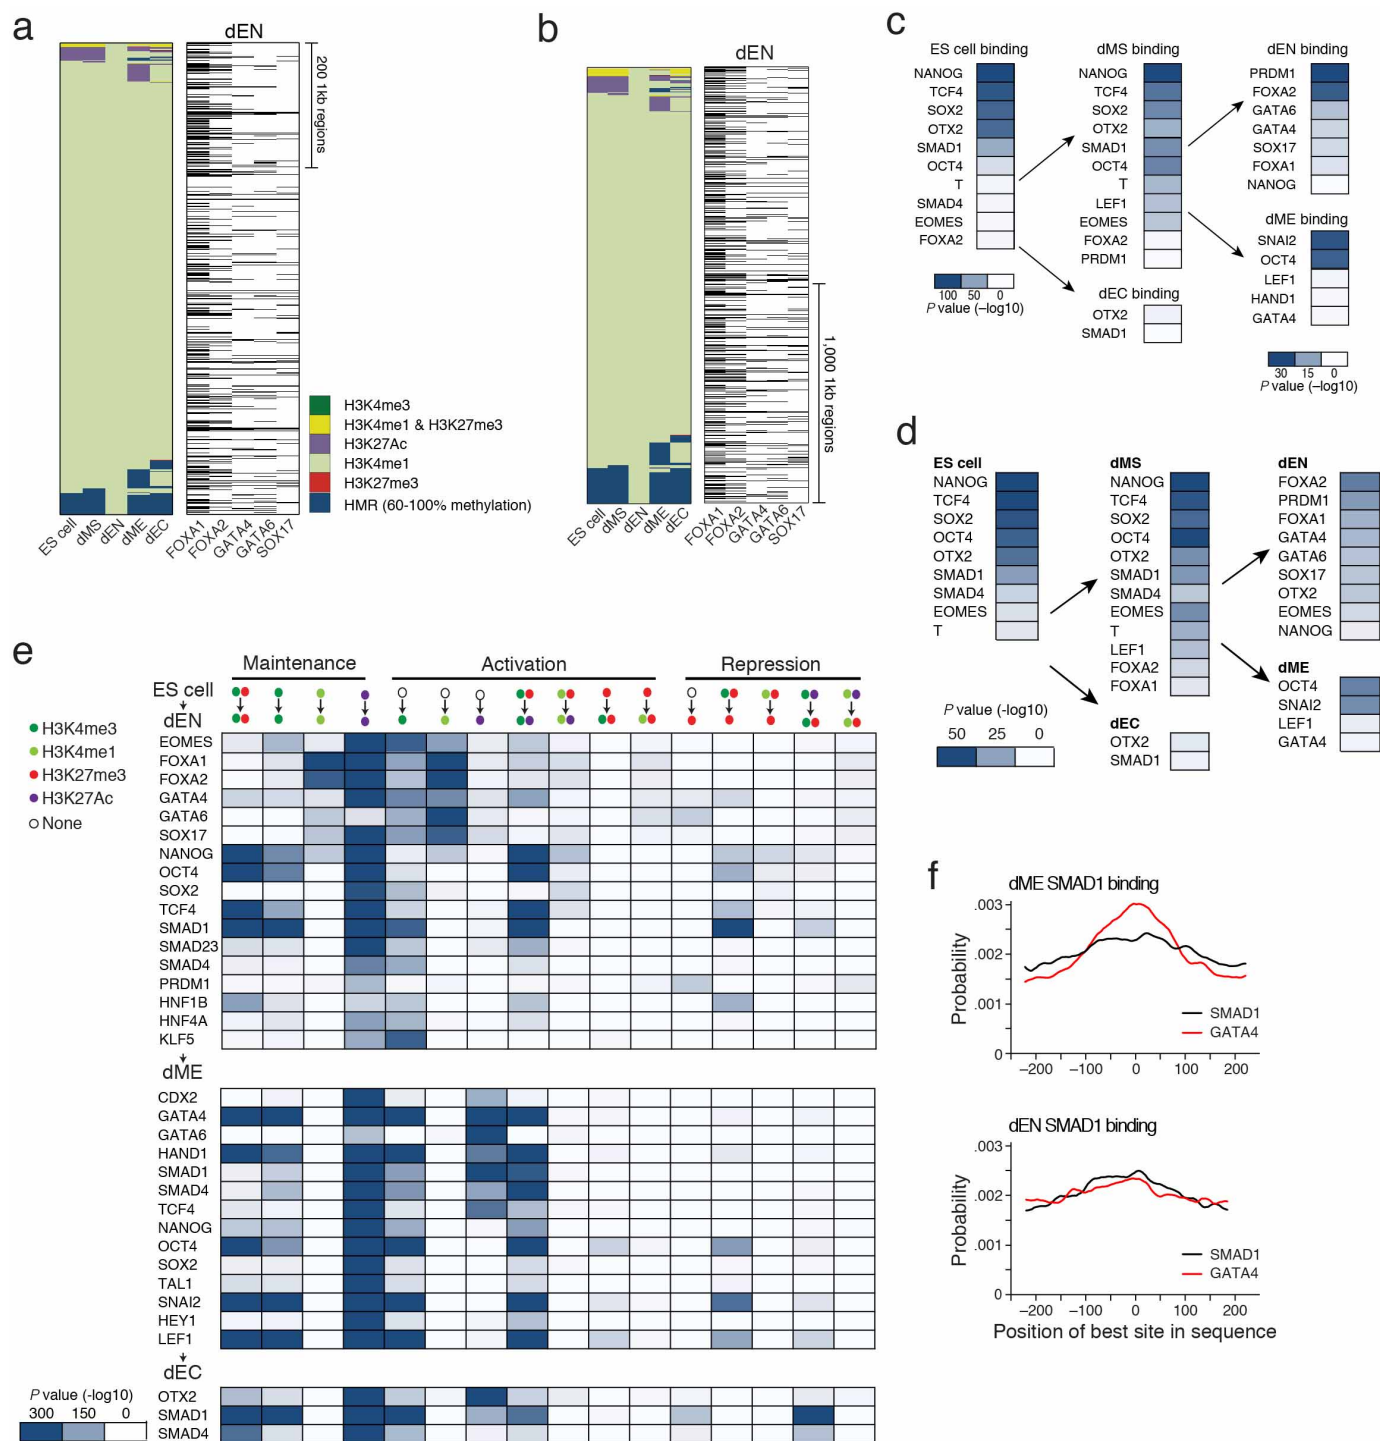 a
dEN
200 1kb regions
ES cell
dMS
dEN
dME
dEC
FOXA1
FOXA2
GATA4
GATA6
SOX17
H3K4me3
H3K4me1 & H3K27me3
H3K27Ac
H3K4me1
H3K27me3
HMR (60-100% methylation)
b
dEN
1,000 1kb regions
ES cell
dMS
dEN
dME
dEC
FOXA1
FOXA2
GATA4
GATA6
SOX17
c
ES cell binding
NANOG
TCF4
SOX2
OTX2
SMAD1
OCT4
T
SMAD4
EOMES
FOXA2
100 50 0
P value (–log10)
dMS binding
NANOG
TCF4
SOX2
OTX2
SMAD1
OCT4
T
LEF1
EOMES
FOXA2
PRDM1
dEC binding
OTX2
SMAD1
dEN binding
PRDM1
FOXA2
GATA6
GATA4
SOX17
FOXA1
NANOG
dME binding
SNAI2
OCT4
LEF1
HAND1
GATA4
30 15 0
P value (–log10)
d
ES cell
NANOG
TCF4
SOX2
OCT4
OTX2
SMAD1
SMAD4
EOMES
T
P value (-log10)
50 25 0
dMS
NANOG
TCF4
SOX2
OCT4
OTX2
SMAD1
SMAD4
EOMES
T
LEF1
FOXA2
FOXA1
dEC
OTX2
SMAD1
dEN
FOXA2
PRDM1
FOXA1
GATA4
GATA6
SOX17
OTX2
EOMES
NANOG
dME
OCT4
SNAI2
LEF1
GATA4
e
Maintenance Activation Repression
H3K4me3
H3K4me1
H3K27me3
H3K27Ac
None
ES cell
dEN
EOMES
FOXA1
FOXA2
GATA4
GATA6
SOX17
NANOG
OCT4
SOX2
TCF4
SMAD1
SMAD23
SMAD4
PRDM1
HNF1B
HNF4A
KLF5
dME
CDX2
GATA4
GATA6
HAND1
SMAD1
SMAD4
TCF4
NANOG
OCT4
SOX2
TAL1
SNAI2
HEY1
LEF1
dEC
OTX2
SMAD1
SMAD4
P value (-log10)
300 150 0
f
dME SMAD1 binding
Probability
.003
.002
.001
0
SMAD1
GATA4
–200 –100 0 100 200
dEN SMAD1 binding
Probability
.003
.002
.001
0
SMAD1
GATA4
–200 –100 0 100 200
Position of best site in sequence